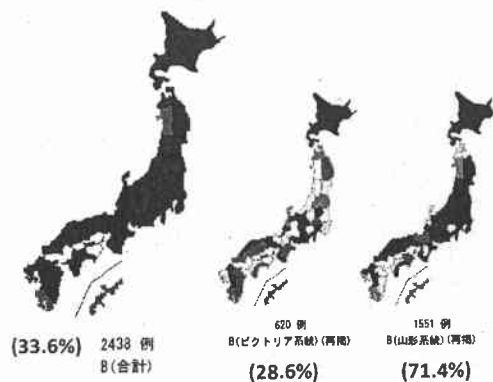 (33.6%) 2438 例
B(合計)
620 例
B(ビクトリア系統)(再掲)
(28.6%)
1551 例
B(山形系統)(再掲)
(71.4%)